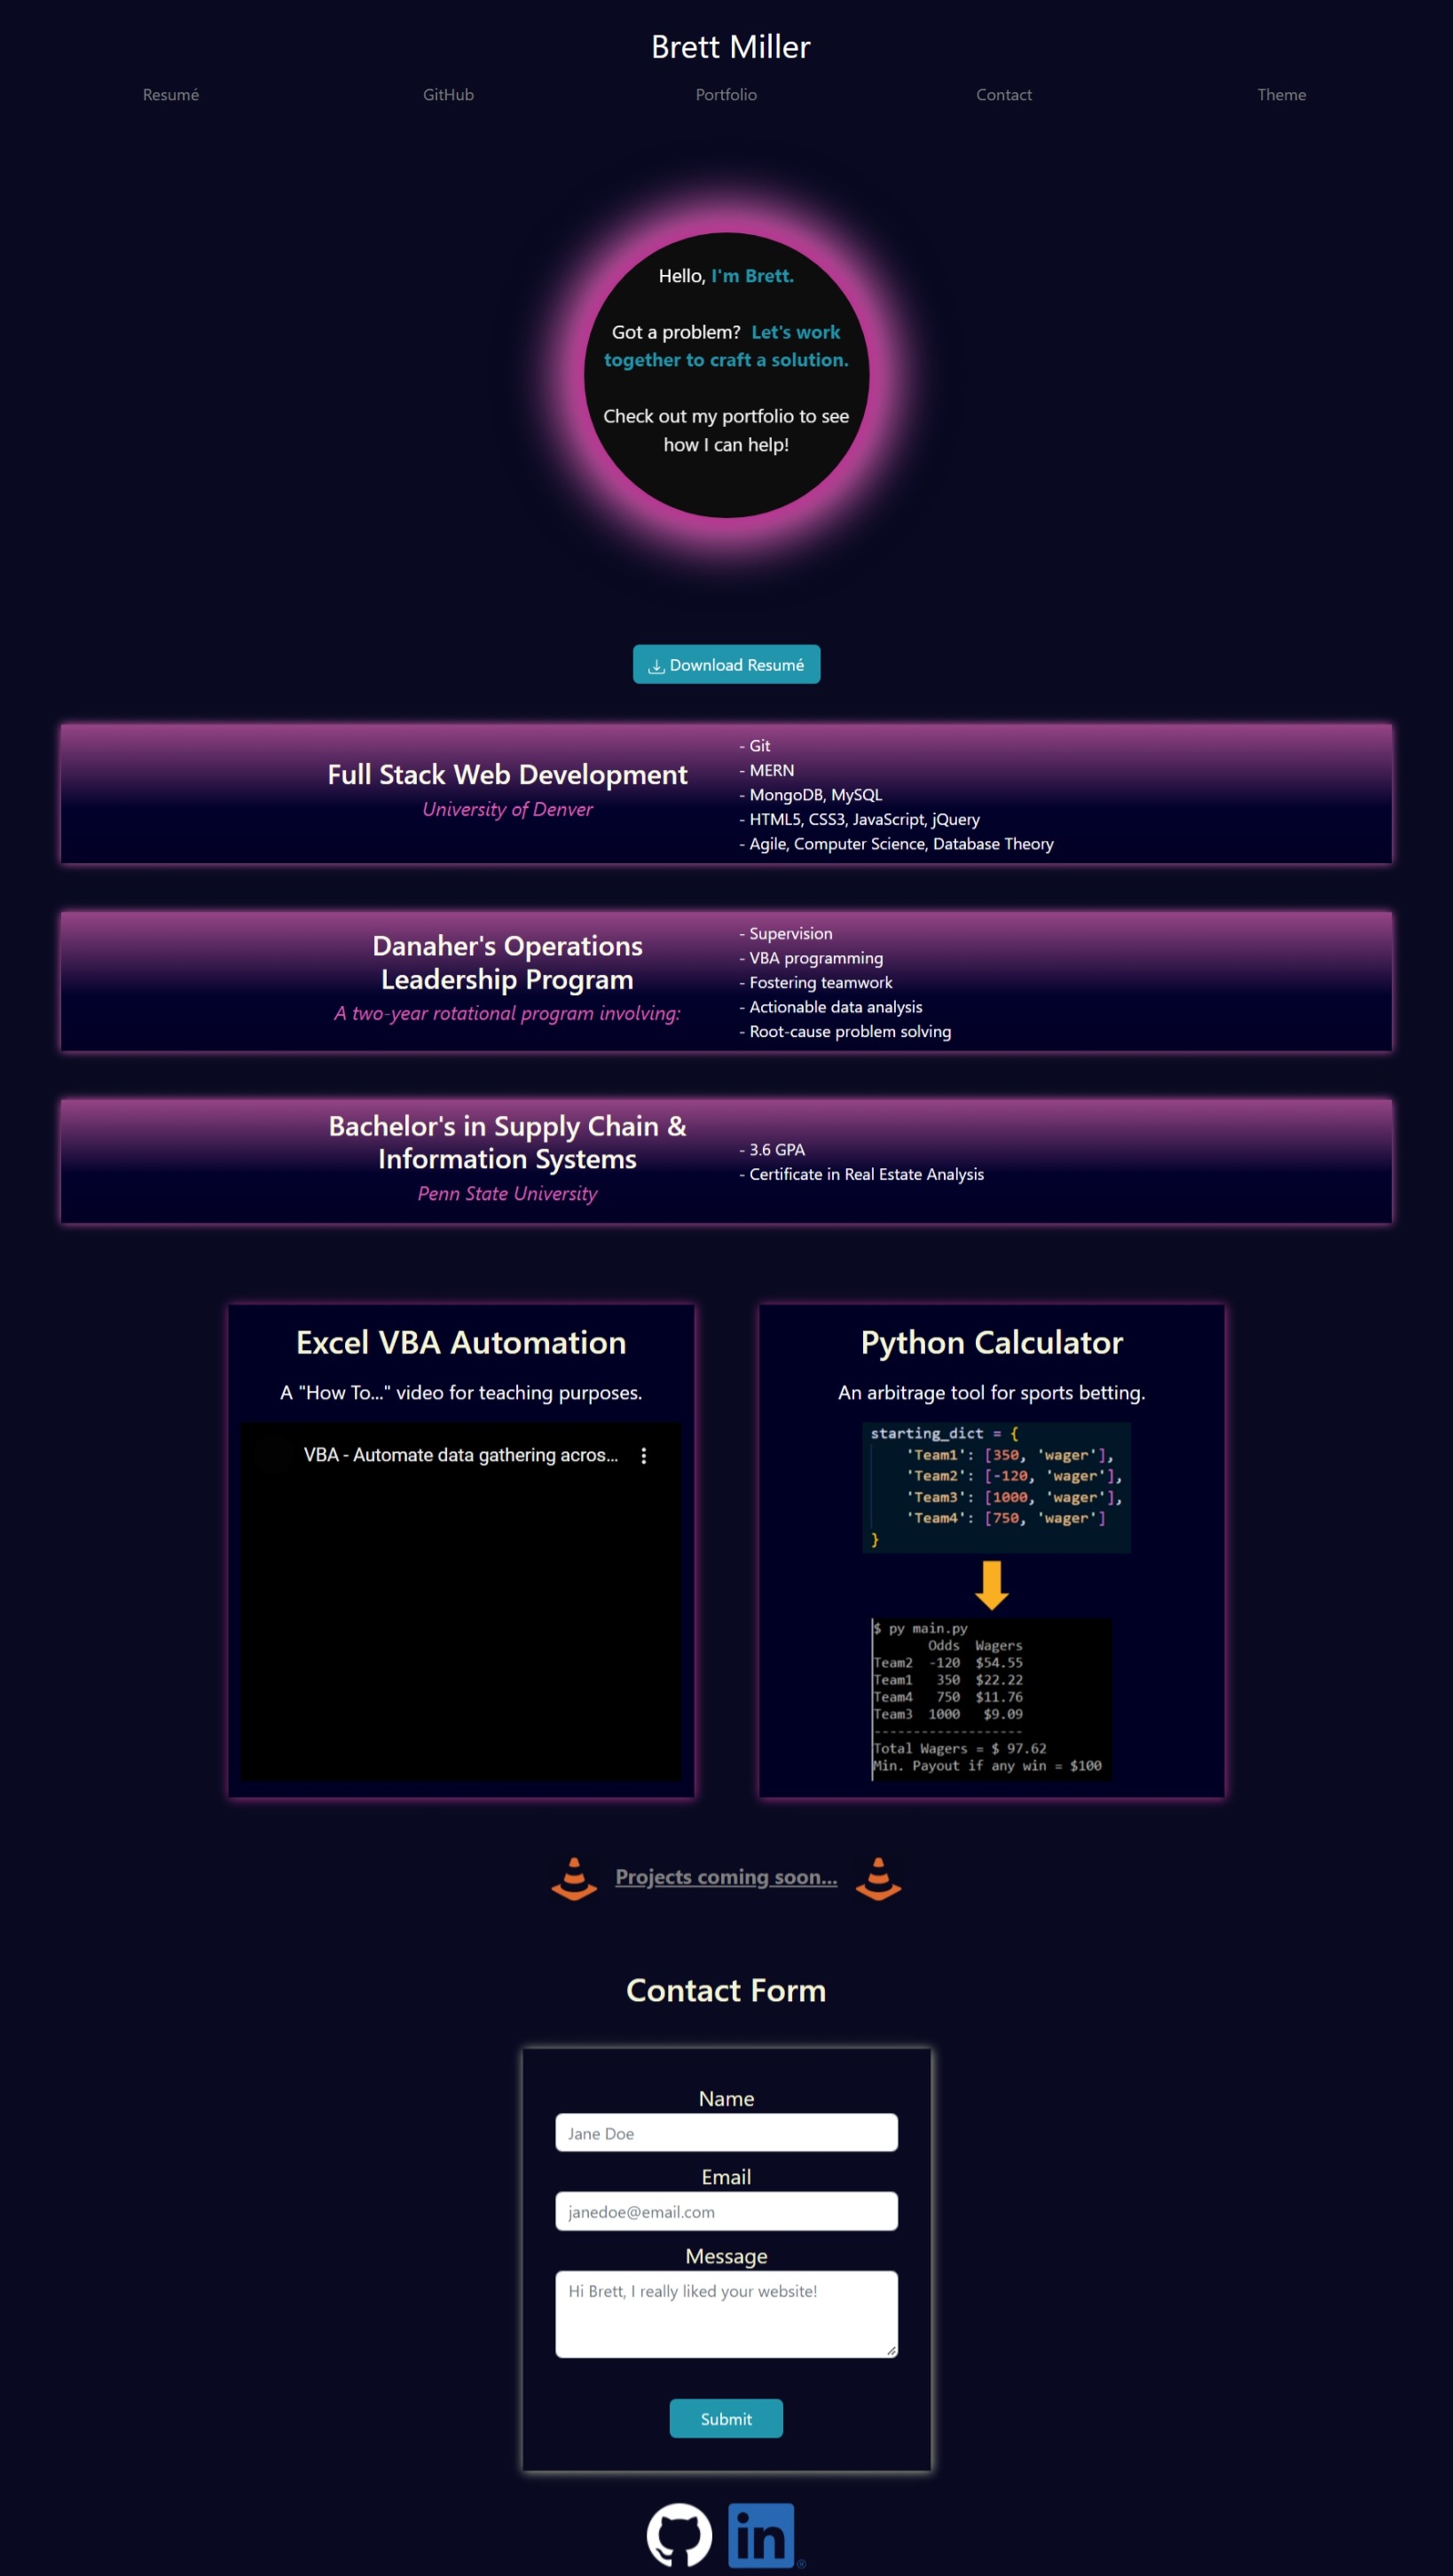 Brett Miller
Resumé
GitHub
Portfolio
Contact
Theme
Hello, I'm Brett.
Got a problem? Let's work
together to craft a solution.
Check out my portfolio to see
how I can help!
Download Resumé
Full Stack Web Development
University of Denver
- Git
- MERN
- MongoDB, MySQL
- HTML5, CSS3, JavaScript, jQuery
- Agile, Computer Science, Database Theory
Danaher's Operations
Leadership Program
A two-year rotational program involving:
- Supervision
- VBA programming
- Fostering teamwork
- Actionable data analysis
- Root-cause problem solving
Bachelor's in Supply Chain &
Information Systems
Penn State University
- 3.6 GPA
- Certificate in Real Estate Analysis
Excel VBA Automation
A "How To..." video for teaching purposes.
VBA - Automate data gathering acros...
Python Calculator
An arbitrage tool for sports betting.
starting_dict = {
'Team1': [350, 'wager'],
'Team2': [-120, 'wager'],
'Team3': [1000, 'wager'],
'Team4': [750, 'wager']
}
$ py main.py
Odds Wagers
Team2 -120 $54.55
Team1 350 $22.22
Team4 750 $11.76
Team3 1000 $9.09
-------------------
Total Wagers = $ 97.62
Min. Payout if any win = $100
Projects coming soon...
Contact Form
Name
Jane Doe
Email
janedoe@email.com
Message
Hi Brett, I really liked your website!
Submit
in ®